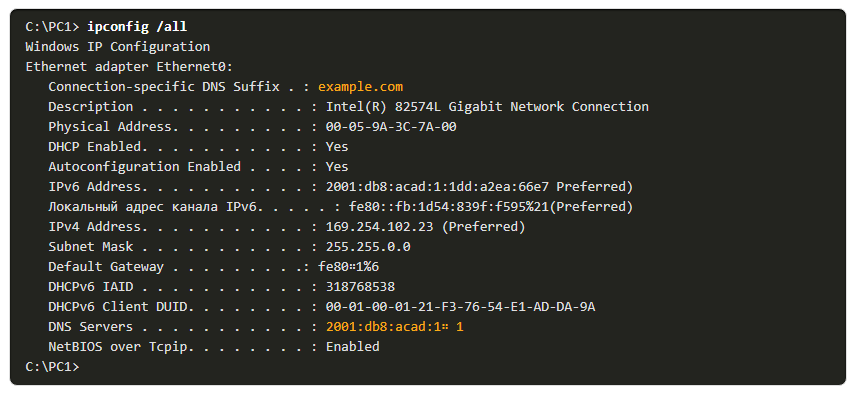 C:\PC1> ipconfig /all
Windows IP Configuration
Ethernet adapter Ethernet0:
Connection-specific DNS Suffix . : example.com
Description . . . . . . . . . . . : Intel(R) 82574L Gigabit Network Connection
Physical Address. . . . . . . . . : 00-05-9A-3C-7A-00
DHCP Enabled. . . . . . . . . . . : Yes
Autoconfiguration Enabled . . . . : Yes
IPv6 Address. . . . . . . . . . . : 2001:db8:acad:1:1dd:a2ea:66e7 Preferred)
Локальный адрес канала IPv6. . . . . : fe80::fb:1d54:839f:f595%21(Preferred)
IPv4 Address. . . . . . . . . . . : 169.254.102.23 (Preferred)
Subnet Mask . . . . . . . . . . . : 255.255.0.0
Default Gateway . . . . . . . . .: fe80::1%6
DHCPv6 IAID . . . . . . . . . . . : 318768538
DHCPv6 Client DUID. . . . . . . . : 00-01-00-01-21-F3-76-54-E1-AD-DA-9A
DNS Servers . . . . . . . . . . . : 2001:db8:acad:1:: 1
NetBIOS over Tcpip. . . . . . . . : Enabled
C:\PC1>